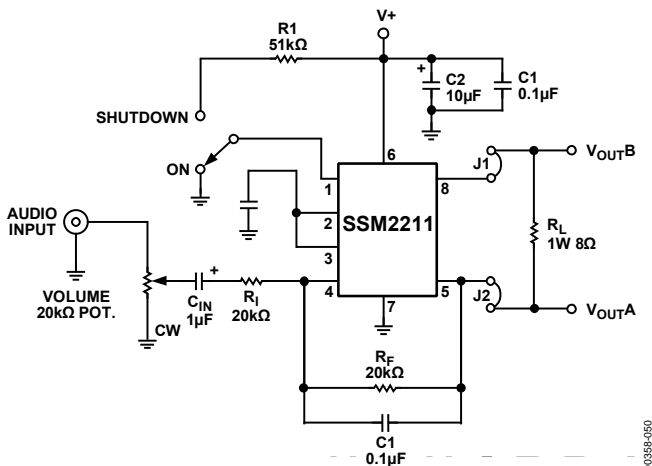 V+
R1
51kΩ
+
C2
10µF
C1
0.1µF
SHUTDOWN
ON
6
J1
VOUTB
1
8
AUDIO
INPUT
2
SSM2211
RL
1W 8Ω
3
+
4
5
VOLUME
20kΩ POT.
CIN
1µF
RI
20kΩ
7
J2
VOUTA
CW
RF
20kΩ
C1
0.1µF
0358-050